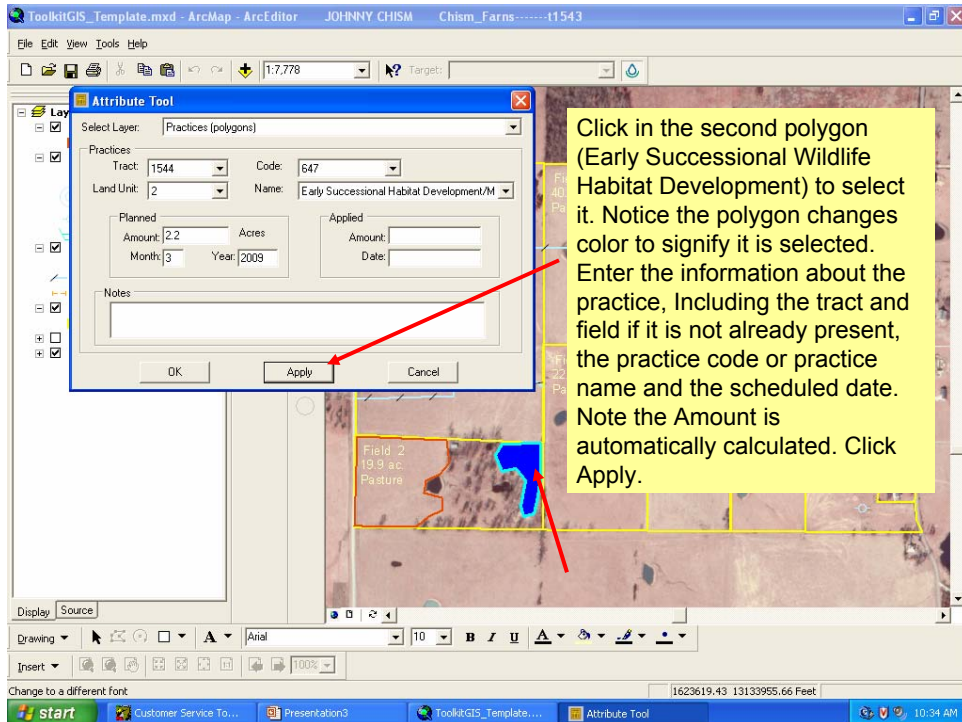 ToolkitGIS_Template.mxd - ArcMap - ArcEditor JOHNNY CHISM Chism_Farns-------t1543
File Edit View Tools Help
1:7,778 Target:
Attribute Tool
Select Layer: Practices (polygons)
Practices
Tract: 1544 Code: 647
Land Unit: 2 Name: Early Successional Habitat Development/M
Planned Applied
Amount: 2.2 Acres Amount:
Month: 3 Year: 2009 Date:
Notes
OK Apply Cancel
Lay
Click in the second polygon
(Early Successional Wildlife
Habitat Development) to select
it. Notice the polygon changes
color to signify it is selected.
Enter the information about the
practice, Including the tract and
field if it is not already present,
the practice code or practice
name and the scheduled date.
Note the Amount is
automatically calculated. Click
Apply.
Field 2
19.9 ac.
Pasture
Display Source
Drawing A Arial 10 B I U A
Insert 100%
Change to a different font 1623619.43 13133955.66 Feet
start Customer Service To... Presentation3 ToolkitGIS_Template.... Attribute Tool 10:34 AM